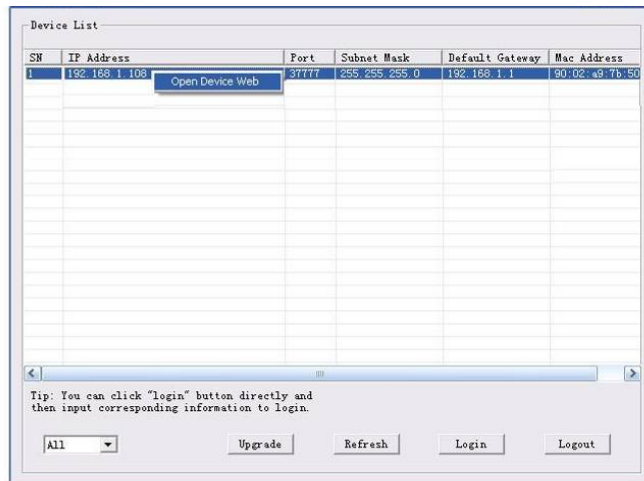 Device List
SN IP Address Port Subnet Mask Default Gateway Mac Address
1 192.168.1.108 37777 255.255.255.0 192.168.1.1 90:02:a9:7b:50
Open Device Web
Tip: You can click "login" button directly and
then input corresponding information to login.
All Upgrade Refresh Login Logout